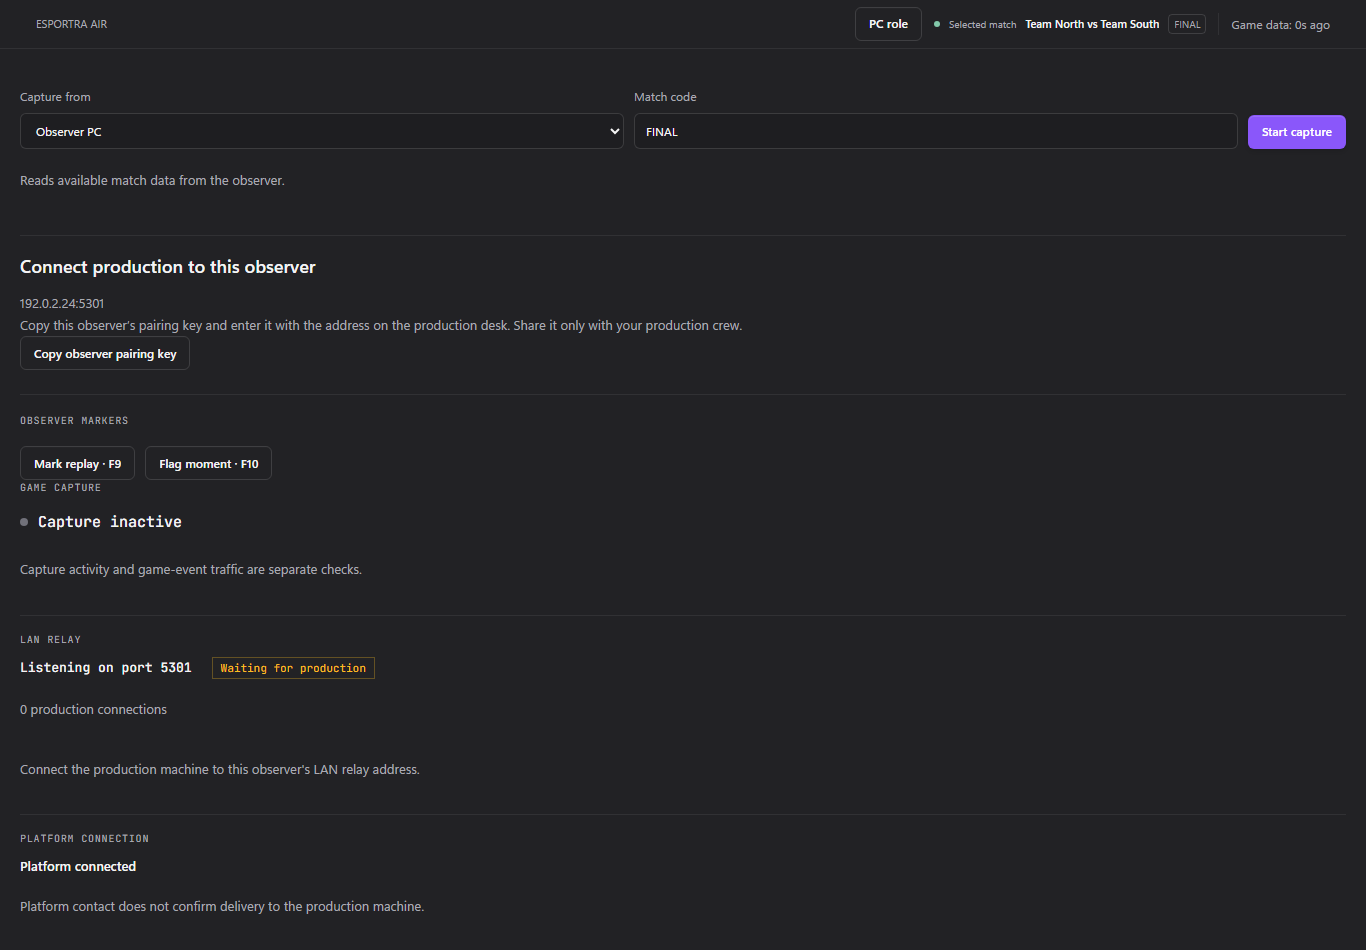 ESPORTRA AIR
PC role
Selected match Team North vs Team South FINAL
Game data: 0s ago
Capture from
Observer PC
Match code
FINAL
Start capture
Reads available match data from the observer.
Connect production to this observer
192.0.2.24:5301
Copy this observer's pairing key and enter it with the address on the production desk. Share it only with your production crew.
Copy observer pairing key
OBSERVER MARKERS
Mark replay · F9
Flag moment · F10
GAME CAPTURE
Capture inactive
Capture activity and game-event traffic are separate checks.
LAN RELAY
Listening on port 5301
Waiting for production
0 production connections
Connect the production machine to this observer's LAN relay address.
PLATFORM CONNECTION
Platform connected
Platform contact does not confirm delivery to the production machine.